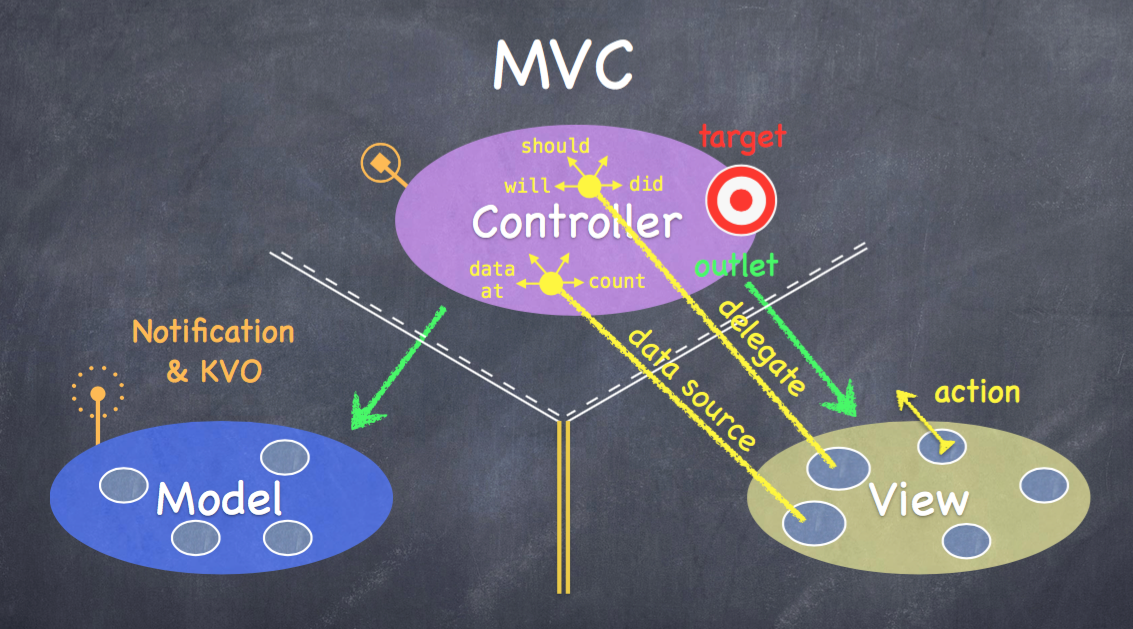 MVC
should
target
will
did
Controller
data
at
count
outlet
Notification
& KVO
delegate
data source
action
Model
View